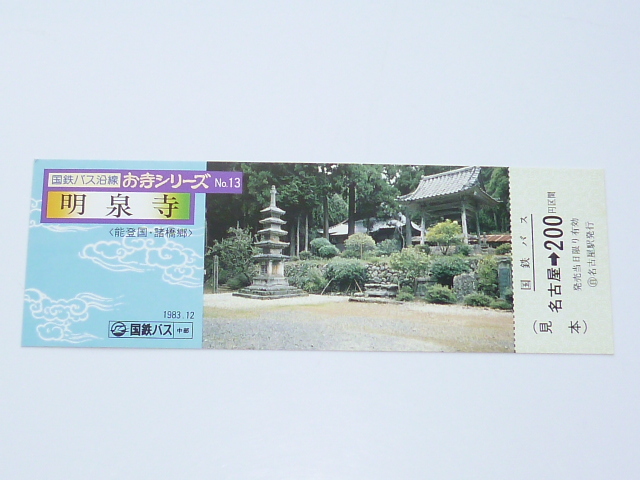 国鉄バス沿線 お寺シリーズ No.13
明泉寺
〈能登国・諸橋郷〉
1983.12
国鉄バス 中部
国鉄バス
名古屋➡200円区間
発売当日限り有効
自名古屋駅発行
(見本)